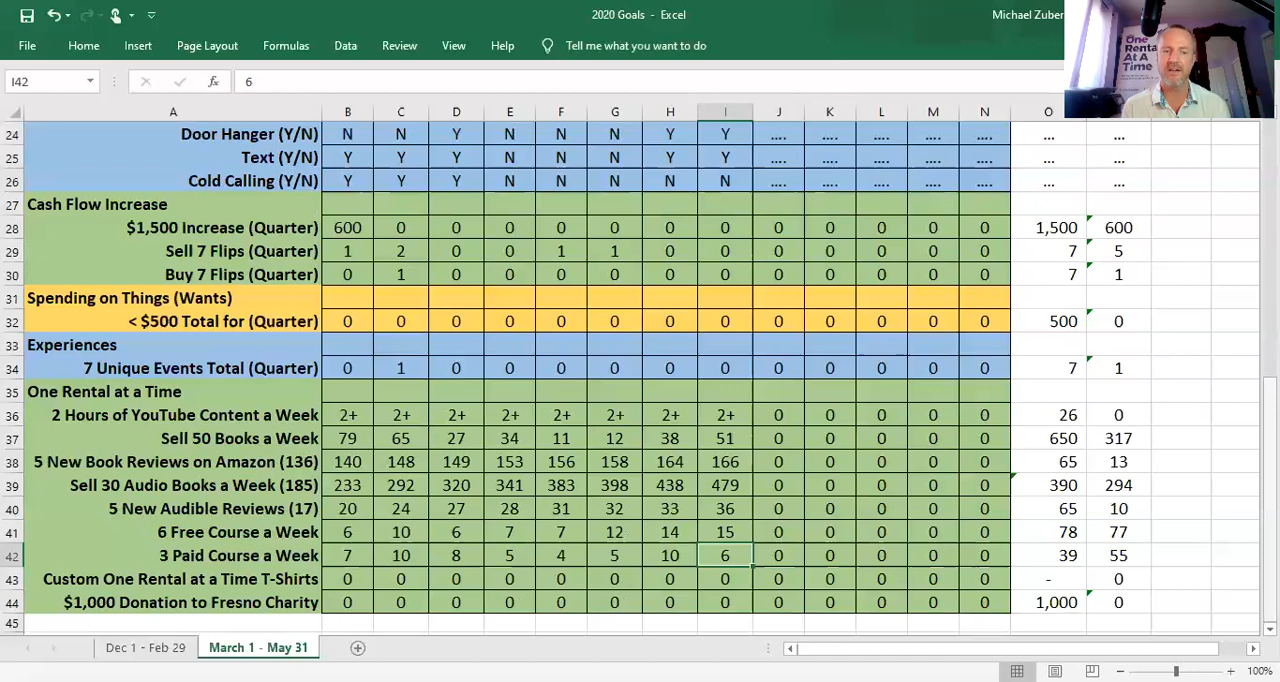 2020 Goals - Excel
Michael Zuber
One
Rental
At A
Time
File Home Insert Page Layout Formulas Data Review View Help Tell me what you want to do
I42 fx 6
A B C D E F G H I J K L M N O P Q R
24 Door Hanger (Y/N) N N Y N N N Y Y .... .... .... .... .... ... ...
25 Text (Y/N) Y Y Y N N N Y Y .... .... .... .... .... ... ...
26 Cold Calling (Y/N) Y Y Y N N N N N .... .... .... .... .... ... ...
27 Cash Flow Increase
28 $1,500 Increase (Quarter) 600 0 0 0 0 0 0 0 0 0 0 0 0 1,500 600
29 Sell 7 Flips (Quarter) 1 2 0 0 1 1 0 0 0 0 0 0 0 7 5
30 Buy 7 Flips (Quarter) 0 1 0 0 0 0 0 0 0 0 0 0 0 7 1
31 Spending on Things (Wants)
32 < $500 Total for (Quarter) 0 0 0 0 0 0 0 0 0 0 0 0 0 500 0
33 Experiences
34 7 Unique Events Total (Quarter) 0 1 0 0 0 0 0 0 0 0 0 0 0 7 1
35 One Rental at a Time
36 2 Hours of YouTube Content a Week 2+ 2+ 2+ 2+ 2+ 2+ 2+ 2+ 0 0 0 0 0 26 0
37 Sell 50 Books a Week 79 65 27 34 11 12 38 51 0 0 0 0 0 650 317
38 5 New Book Reviews on Amazon (136) 140 148 149 153 156 158 164 166 0 0 0 0 0 65 13
39 Sell 30 Audio Books a Week (185) 233 292 320 341 383 398 438 479 0 0 0 0 0 390 294
40 5 New Audible Reviews (17) 20 24 27 28 31 32 33 36 0 0 0 0 0 65 10
41 6 Free Course a Week 6 10 6 7 7 12 14 15 0 0 0 0 0 78 77
42 3 Paid Course a Week 7 10 8 5 4 5 10 6 0 0 0 0 0 39 55
43 Custom One Rental at a Time T-Shirts 0 0 0 0 0 0 0 0 0 0 0 0 0 - 0
44 $1,000 Donation to Fresno Charity 0 0 0 0 0 0 0 0 0 0 0 0 0 1,000 0
45
Dec 1 - Feb 29 March 1 - May 31
100%